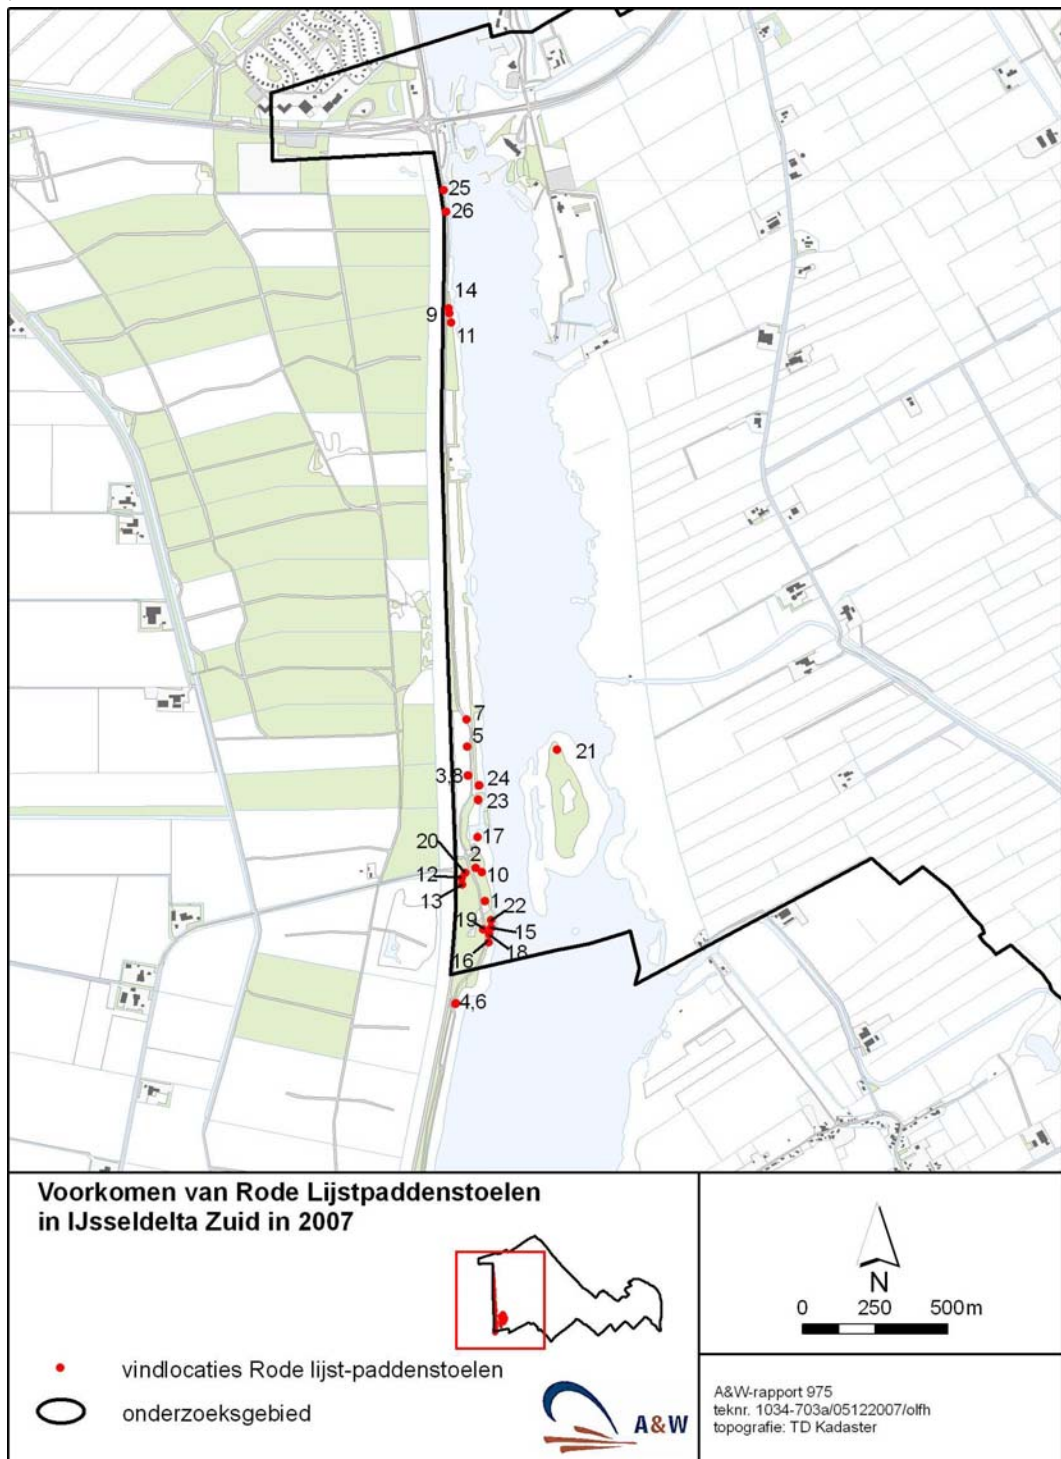 25
26
14
9
11
7
5
21
3,8
24
23
17
20
2
12
10
13
1
22
19
15
18
16
4,6
Voorkomen van Rode Lijstpaddenstoelen
in IJsseldelta Zuid in 2007
N
0 250 500m
vindlocaties Rode lijst-paddenstoelen
onderzoeksgebied
A&W
A&W-rapport 975
teknr. 1034-703a/05122007/olfh
topografie: TD Kadaster